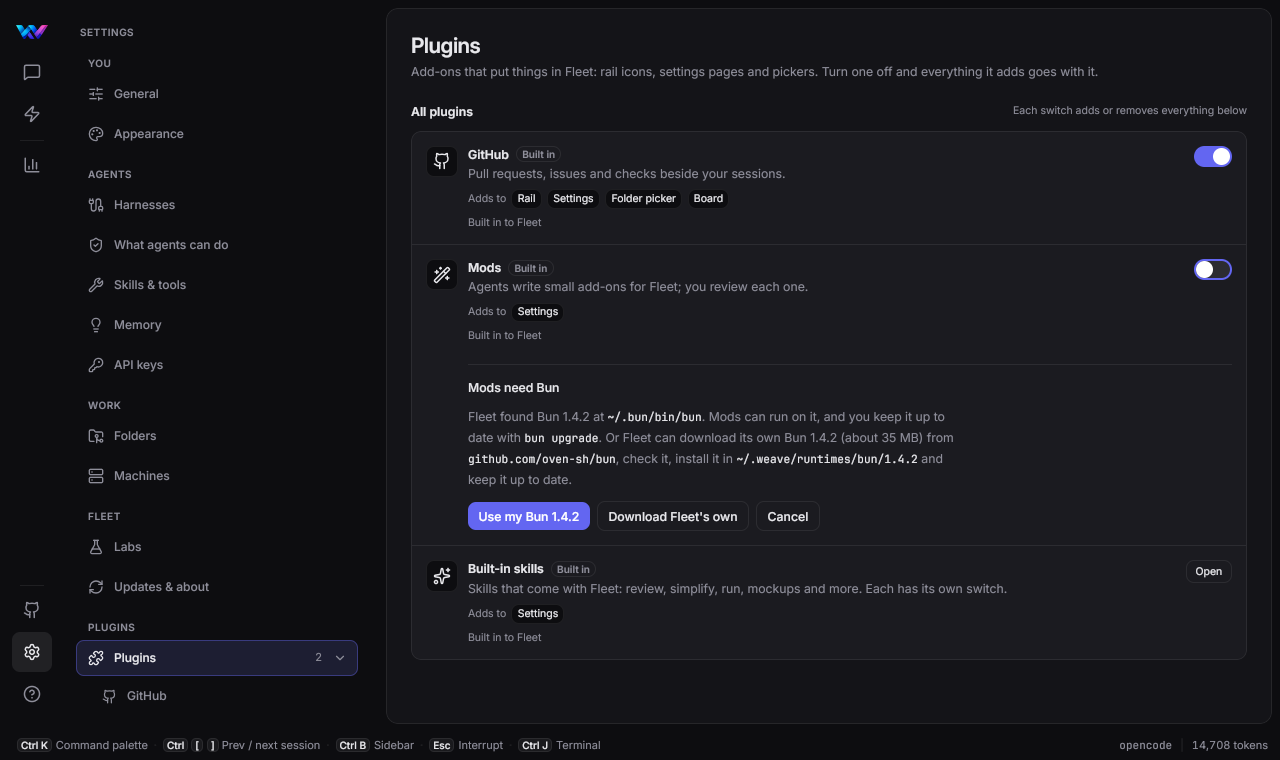 SETTINGS
YOU
General
Appearance
AGENTS
Harnesses
What agents can do
Skills & tools
Memory
API keys
WORK
Folders
Machines
FLEET
Labs
Updates & about
PLUGINS
Plugins 2
GitHub
Plugins
Add-ons that put things in Fleet: rail icons, settings pages and pickers. Turn one off and everything it adds goes with it.
All plugins Each switch adds or removes everything below
GitHub Built in
Pull requests, issues and checks beside your sessions.
Adds to Rail Settings Folder picker Board
Built in to Fleet
Mods Built in
Agents write small add-ons for Fleet; you review each one.
Adds to Settings
Built in to Fleet
Mods need Bun
Fleet found Bun 1.4.2 at ~/.bun/bin/bun. Mods can run on it, and you keep it up to
date with bun upgrade. Or Fleet can download its own Bun 1.4.2 (about 35 MB) from
github.com/oven-sh/bun, check it, install it in ~/.weave/runtimes/bun/1.4.2 and
keep it up to date.
Use my Bun 1.4.2 Download Fleet's own Cancel
Built-in skills Built in Open
Skills that come with Fleet: review, simplify, run, mockups and more. Each has its own switch.
Adds to Settings
Built in to Fleet
Ctrl K Command palette · Ctrl [ ] Prev / next session · Ctrl B Sidebar · Esc Interrupt · Ctrl J Terminal opencode 14,708 tokens